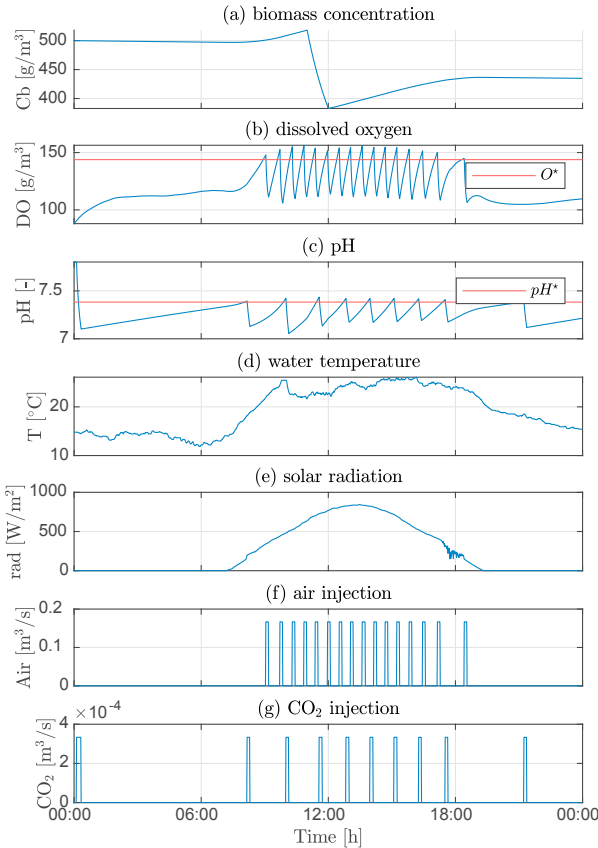 (a) biomass concentration
Cb [g/m³]
500
450
400
(b) dissolved oxygen
DO [g/m³]
150
100
O⋆
(c) pH
pH [-]
7.5
7
pH⋆
(d) water temperature
T [°C]
20
10
(e) solar radiation
rad [W/m²]
1000
500
0
(f) air injection
Air [m³/s]
0.2
0.1
0
(g) CO₂ injection
×10⁻⁴
CO₂ [m³/s]
4
2
0
00:00 06:00 12:00 18:00 00:00
Time [h]